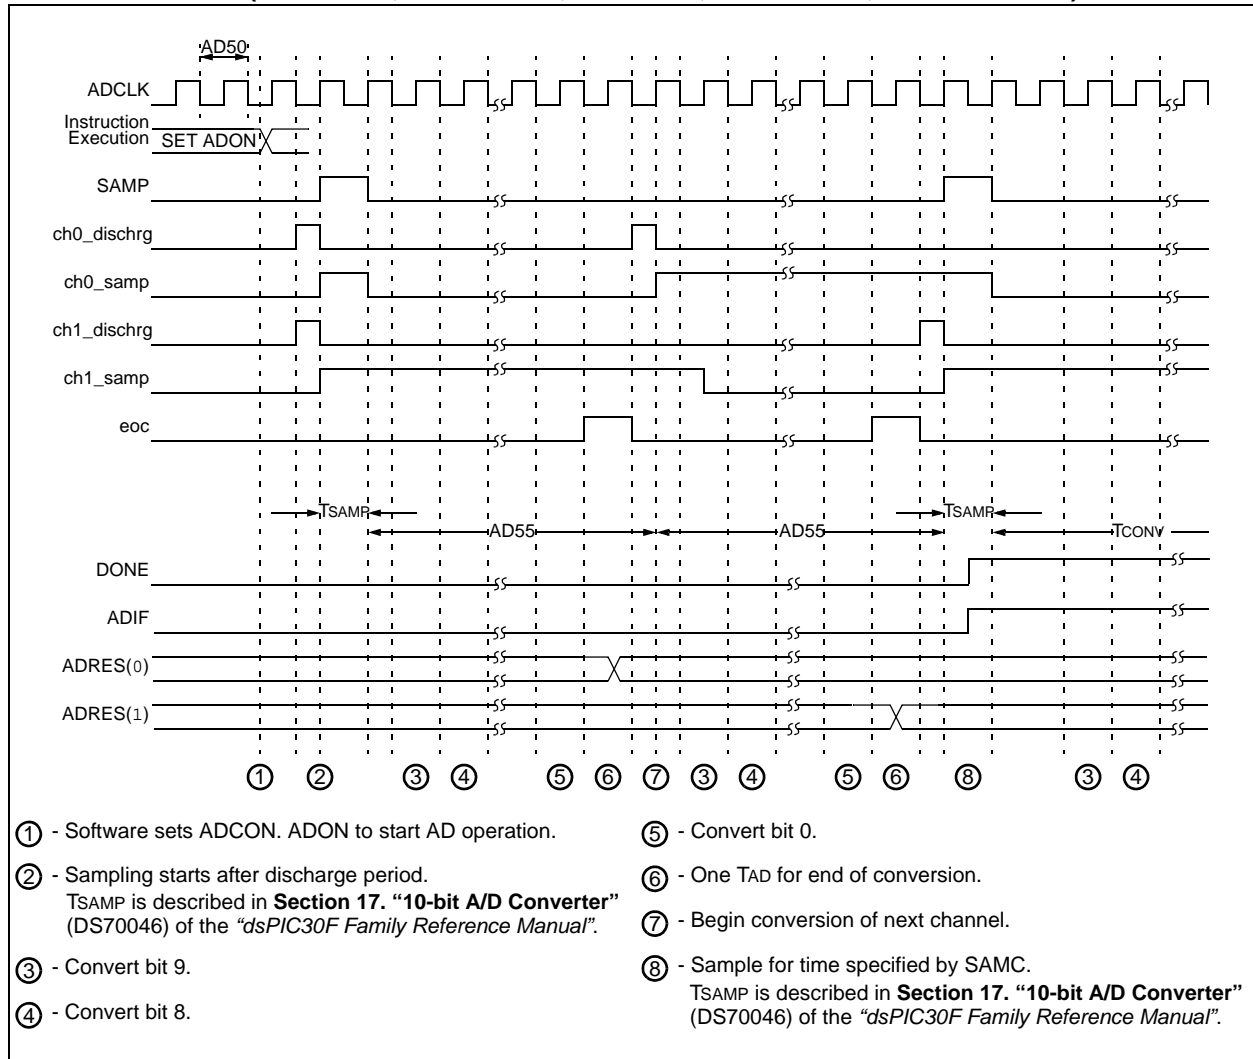 AD50
ADCLK
Instruction
Execution
SET ADON
SAMP
ch0_dischrg
ch0_samp
ch1_dischrg
ch1_samp
eoc
TSAMP
TSAMP
AD55
AD55
TCONV
DONE
ADIF
ADRES(0)
ADRES(1)
1 2 3 4 5 6 7 3 4 5 6 8 3 4
1 - Software sets ADCON. ADON to start AD operation.
2 - Sampling starts after discharge period.
TSAMP is described in Section 17. “10-bit A/D Converter”
(DS70046) of the “dsPIC30F Family Reference Manual”.
3 - Convert bit 9.
4 - Convert bit 8.
5 - Convert bit 0.
6 - One TAD for end of conversion.
7 - Begin conversion of next channel.
8 - Sample for time specified by SAMC.
TSAMP is described in Section 17. “10-bit A/D Converter”
(DS70046) of the “dsPIC30F Family Reference Manual”.